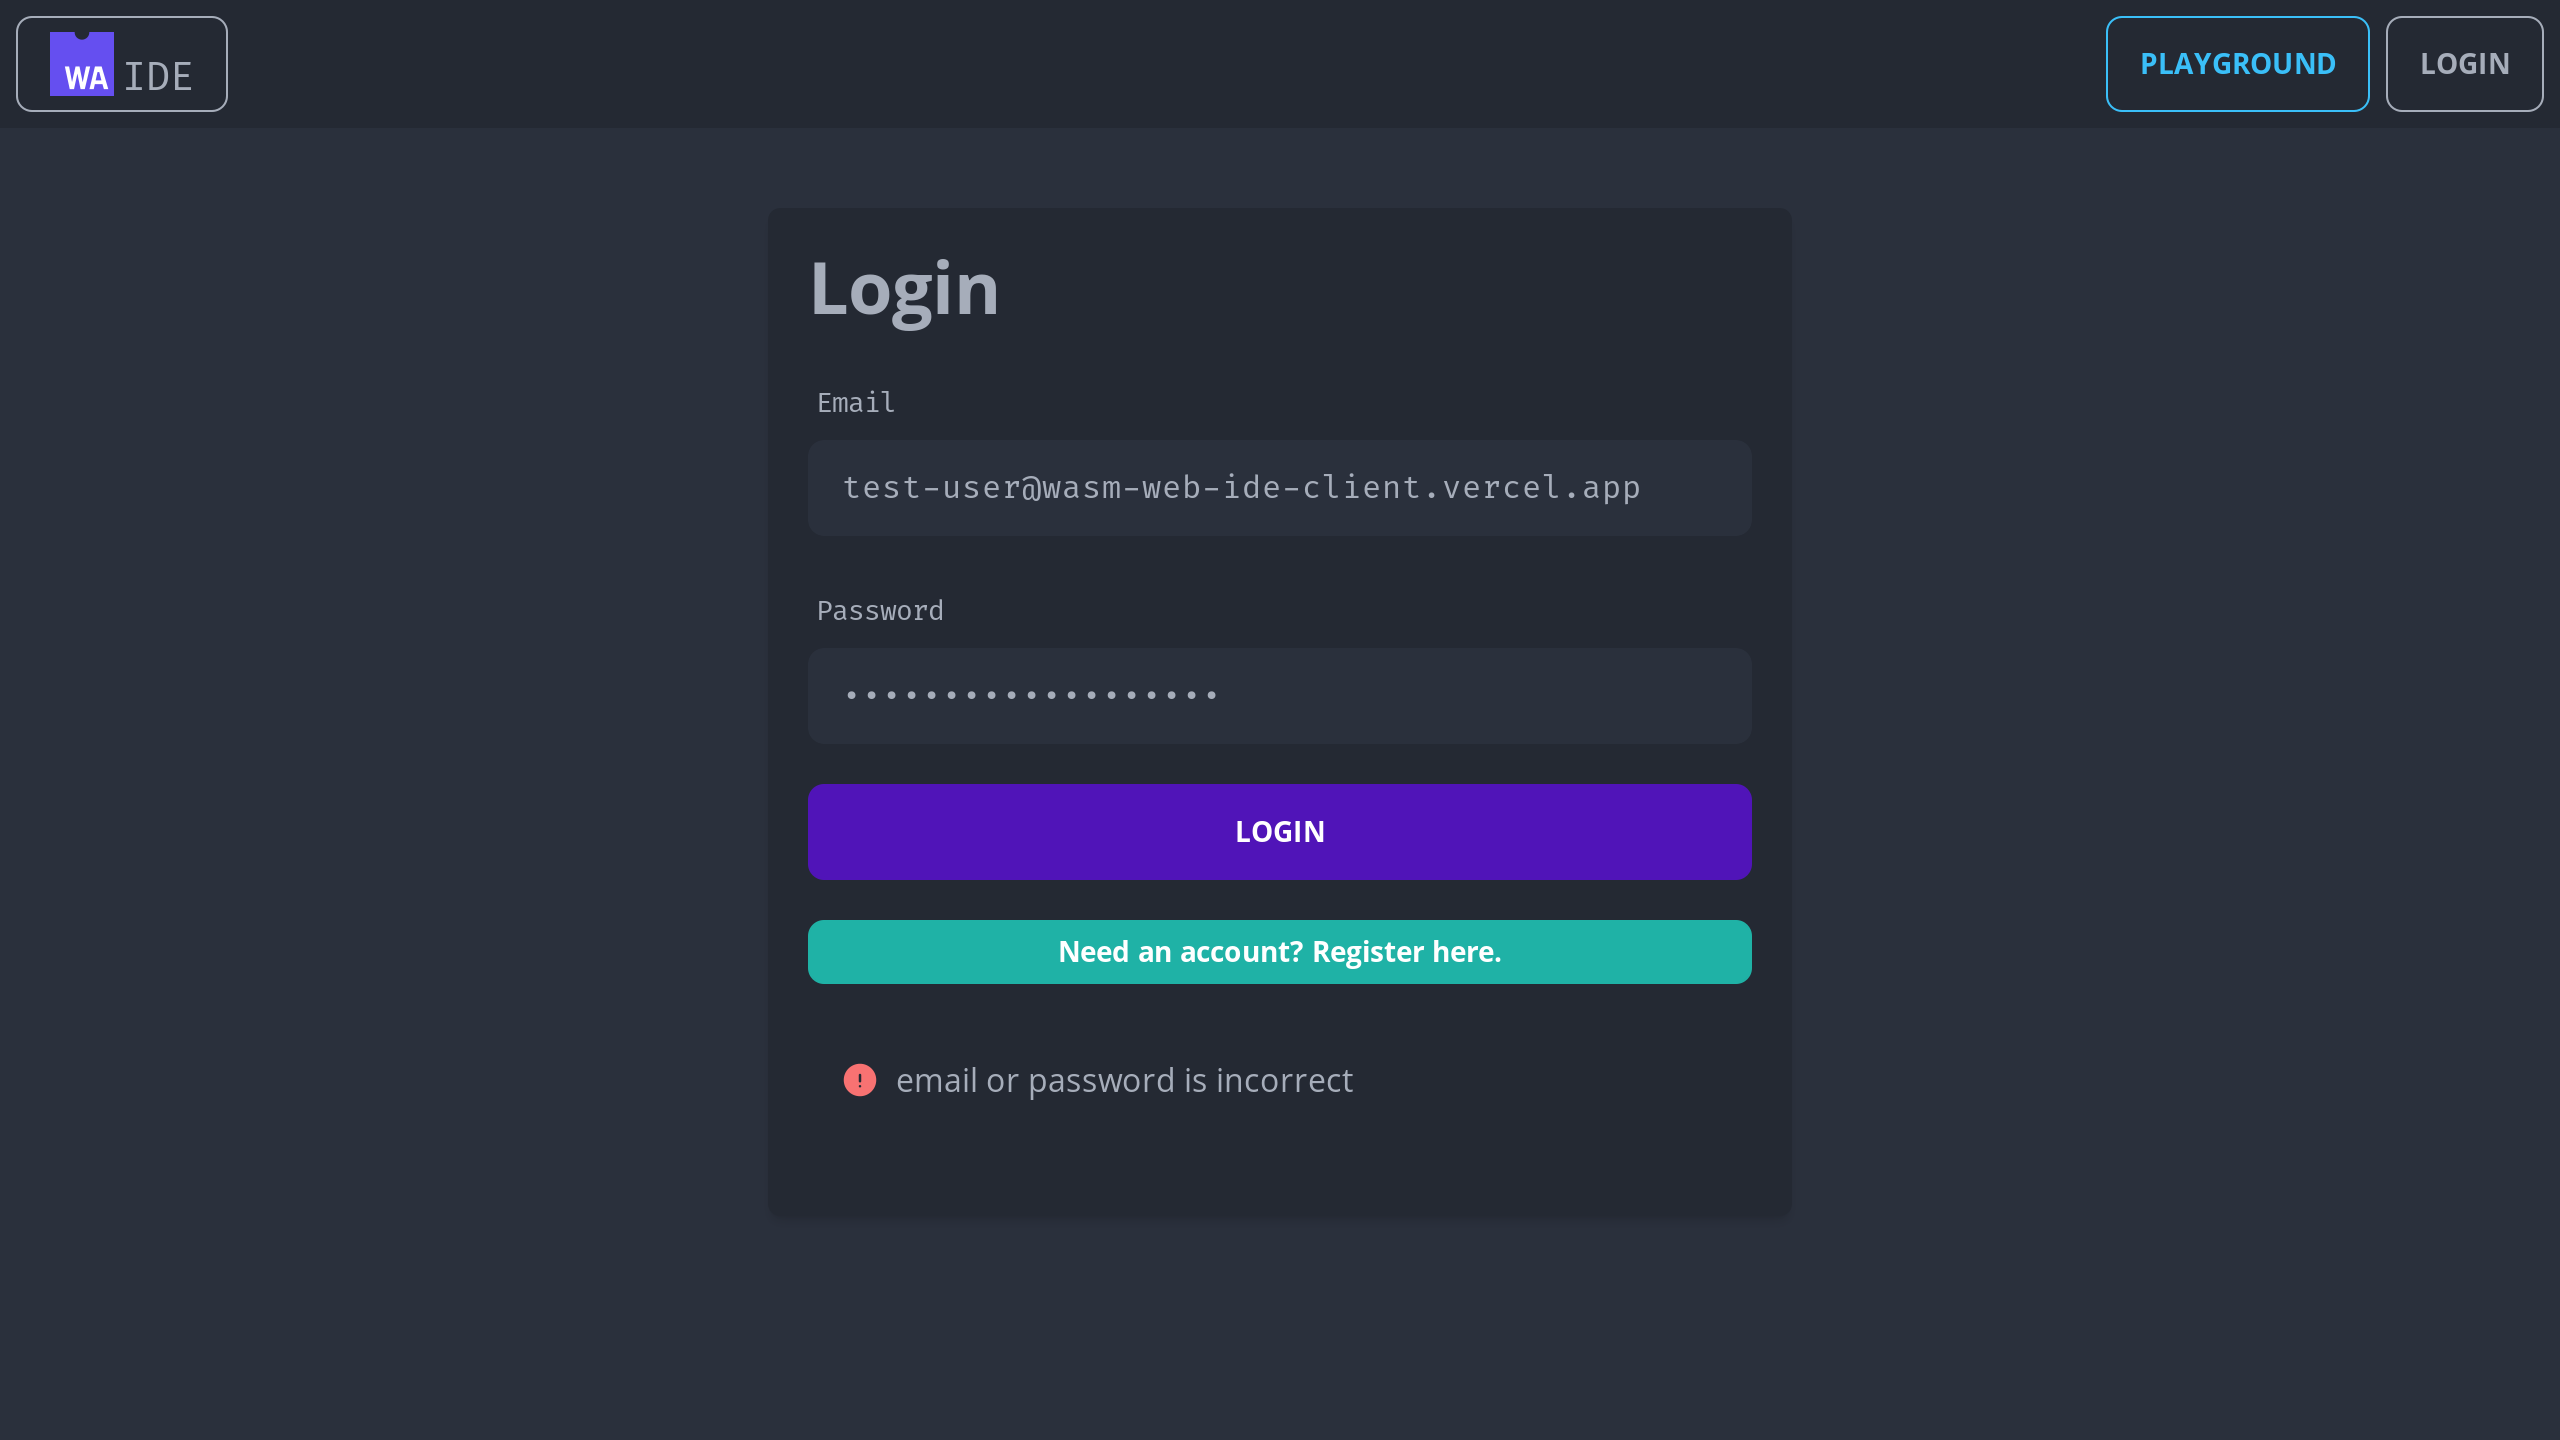 WA IDE
PLAYGROUND
LOGIN
Login
Email
test-user@wasm-web-ide-client.vercel.app
Password
•••••••••••••••••••
LOGIN
Need an account? Register here.
email or password is incorrect